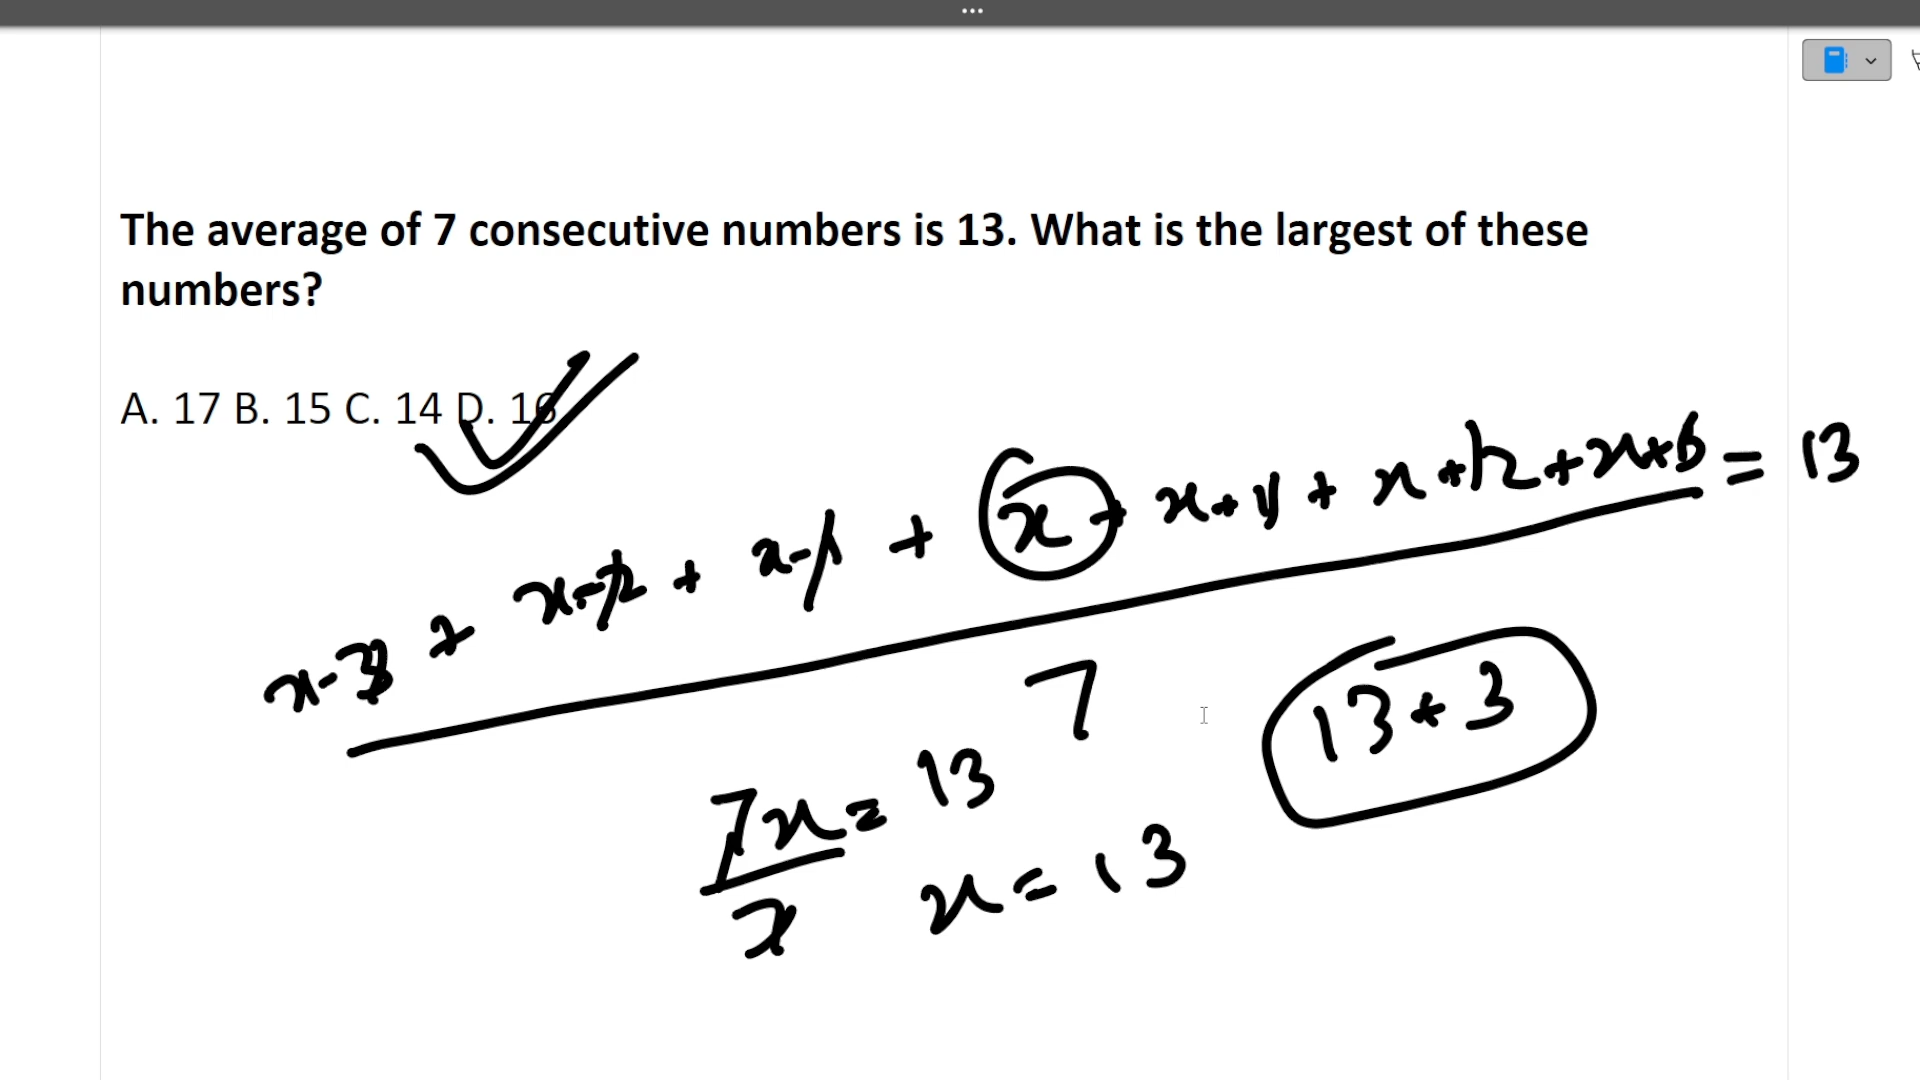 The average of 7 consecutive numbers is 13. What is the largest of these
numbers?
A. 17 B. 15 C. 14 D. 16
x-3 + x-2 + x-1 + x + x+1 + x+2 + x+3 = 13
7
13+3
7x = 13
7
x = 13